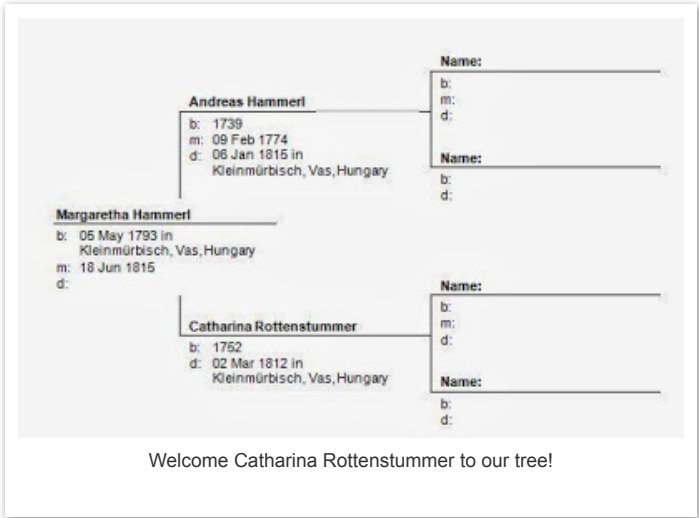 Name:
b:
m:
d:
Andreas Hammerl
b: 1739
m: 09 Feb 1774
d: 06 Jan 1815 in
Kleinmürbisch, Vas, Hungary
Name:
b:
d:
Margaretha Hammerl
b: 05 May 1793 in
Kleinmürbisch, Vas, Hungary
m: 18 Jun 1815
d:
Name:
b:
m:
d:
Catharina Rottenstummer
b: 1752
d: 02 Mar 1812 in
Kleinmürbisch, Vas, Hungary
Name:
b:
d:
Welcome Catharina Rottenstummer to our tree!